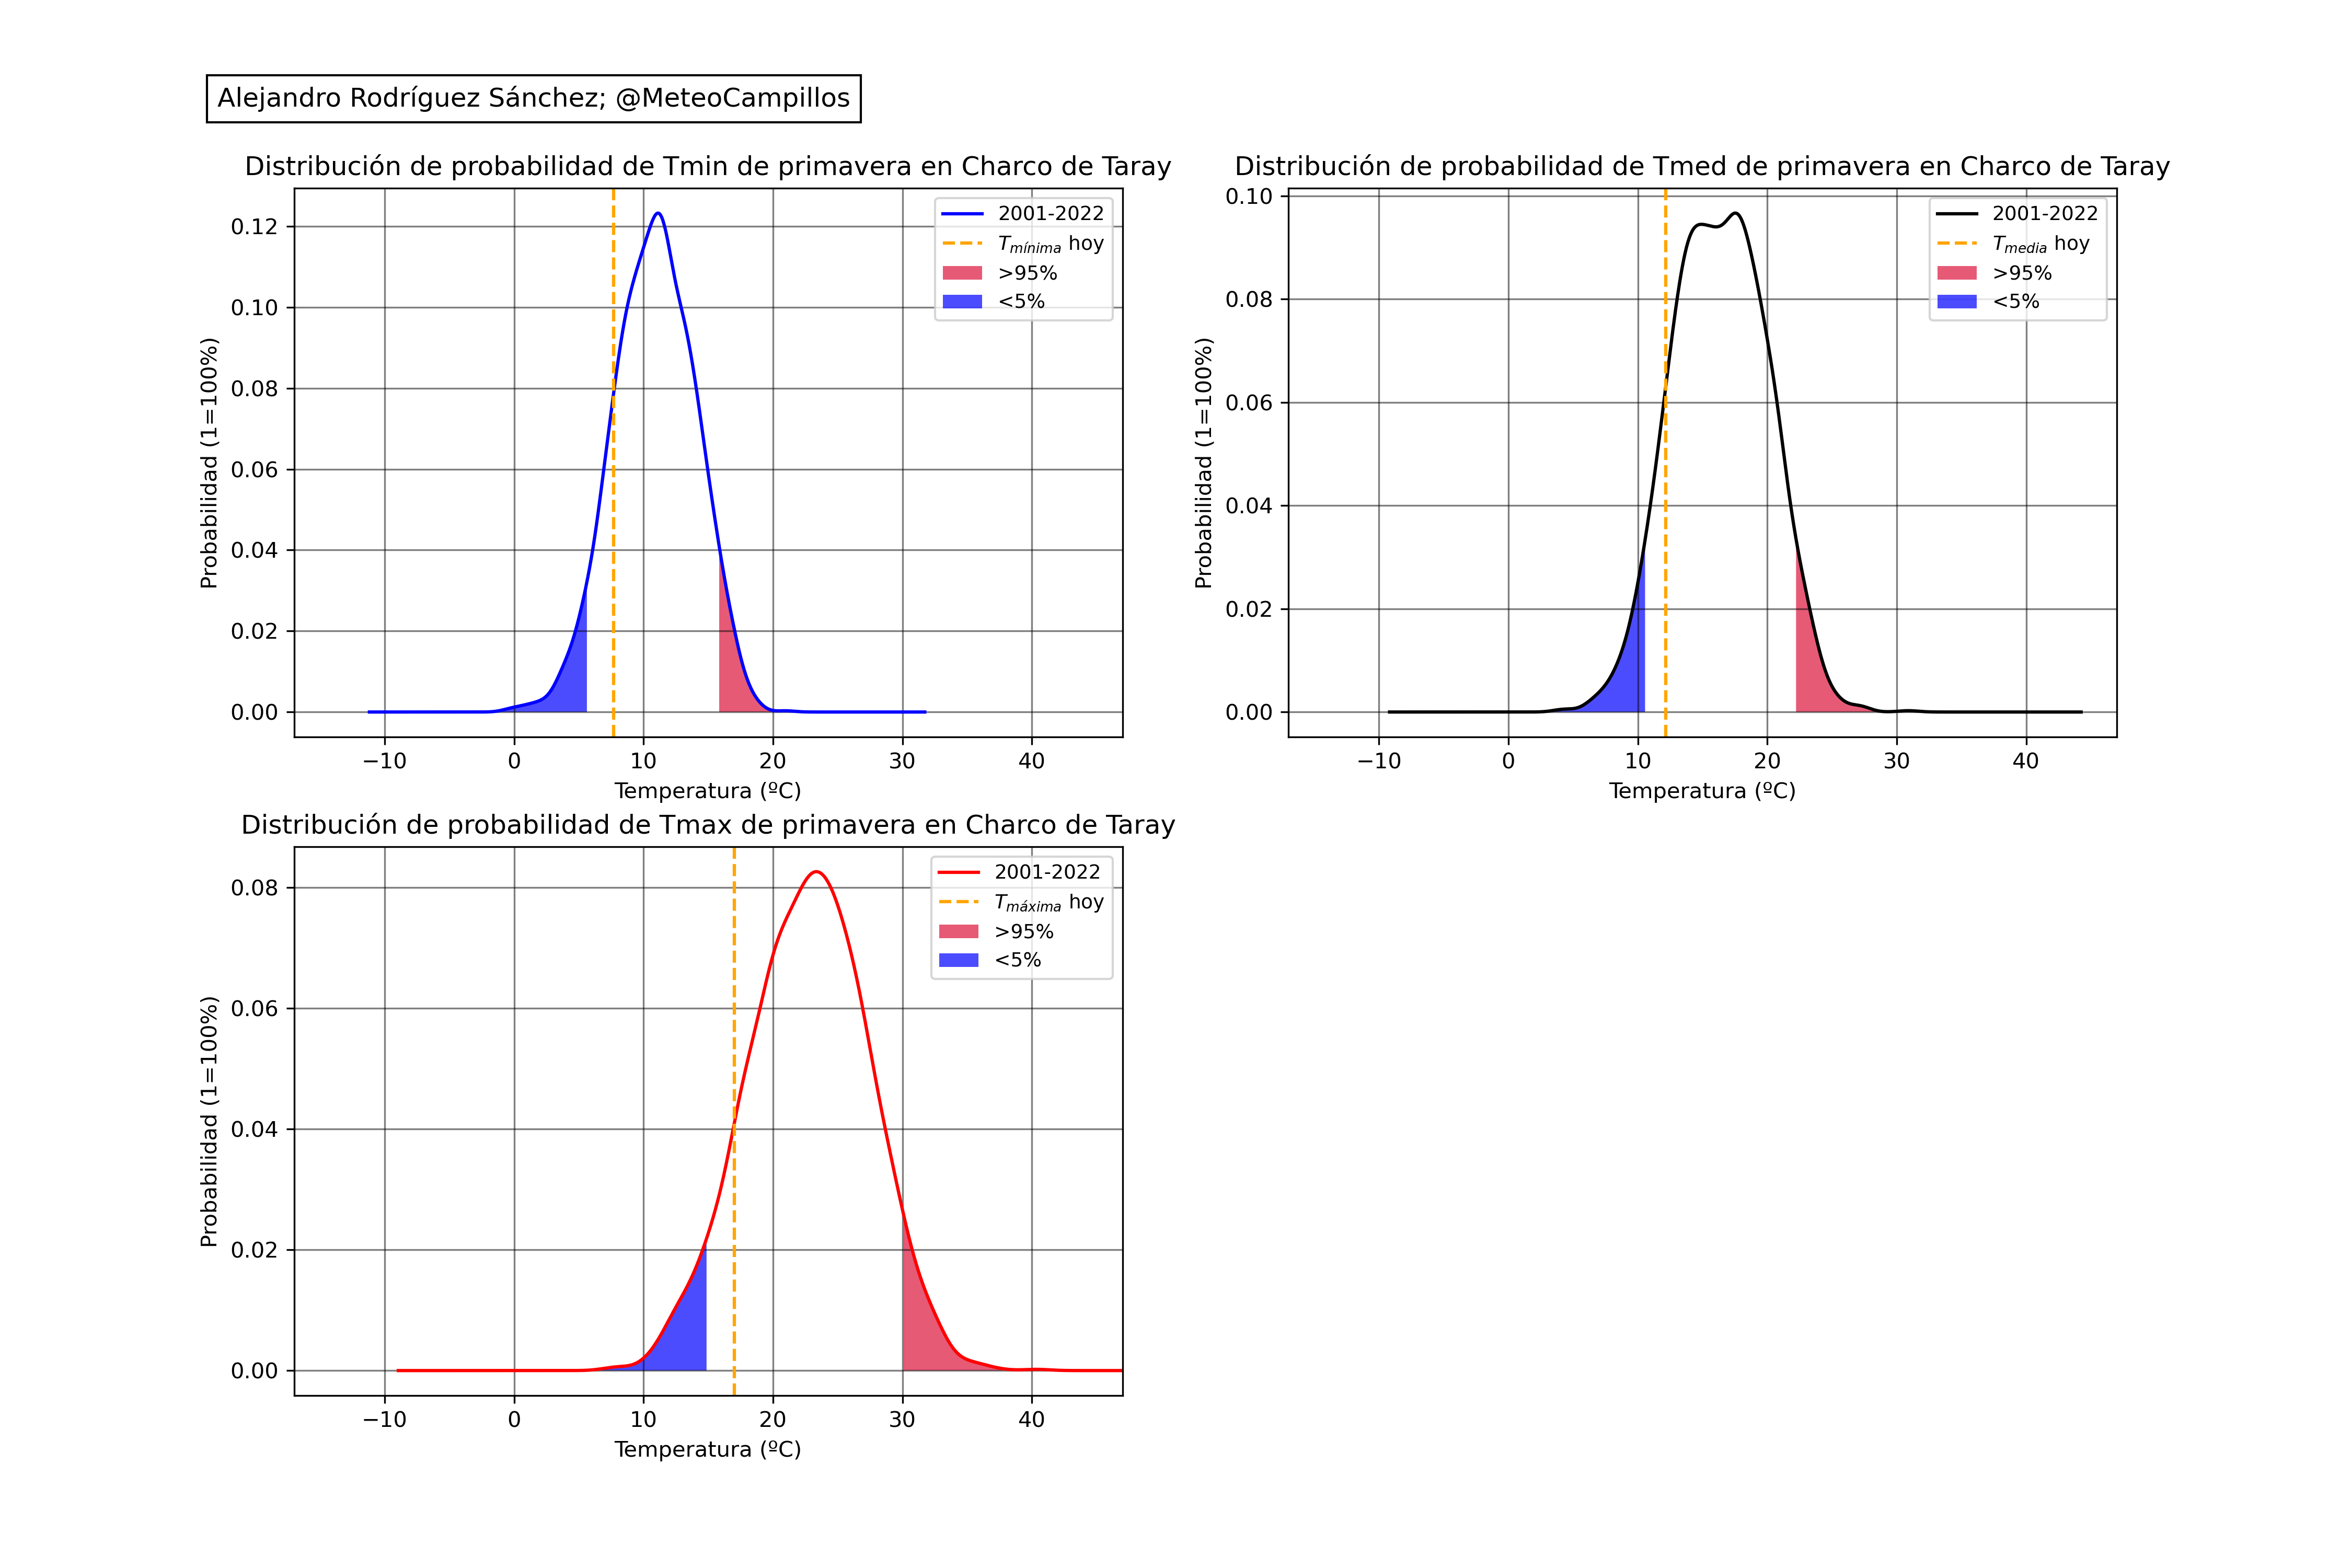 Alejandro Rodríguez Sánchez; @MeteoCampillos
Distribución de probabilidad de Tmin de primavera en Charco de Taray
Probabilidad (1=100%)
0.12
0.10
0.08
0.06
0.04
0.02
0.00
2001-2022
Tmínima hoy
>95%
<5%
−10 0 10 20 30 40
Temperatura (ºC)
Distribución de probabilidad de Tmed de primavera en Charco de Taray
Probabilidad (1=100%)
0.10
0.08
0.06
0.04
0.02
0.00
2001-2022
Tmedia hoy
>95%
<5%
−10 0 10 20 30 40
Temperatura (ºC)
Distribución de probabilidad de Tmax de primavera en Charco de Taray
Probabilidad (1=100%)
0.08
0.06
0.04
0.02
0.00
2001-2022
Tmáxima hoy
>95%
<5%
−10 0 10 20 30 40
Temperatura (ºC)